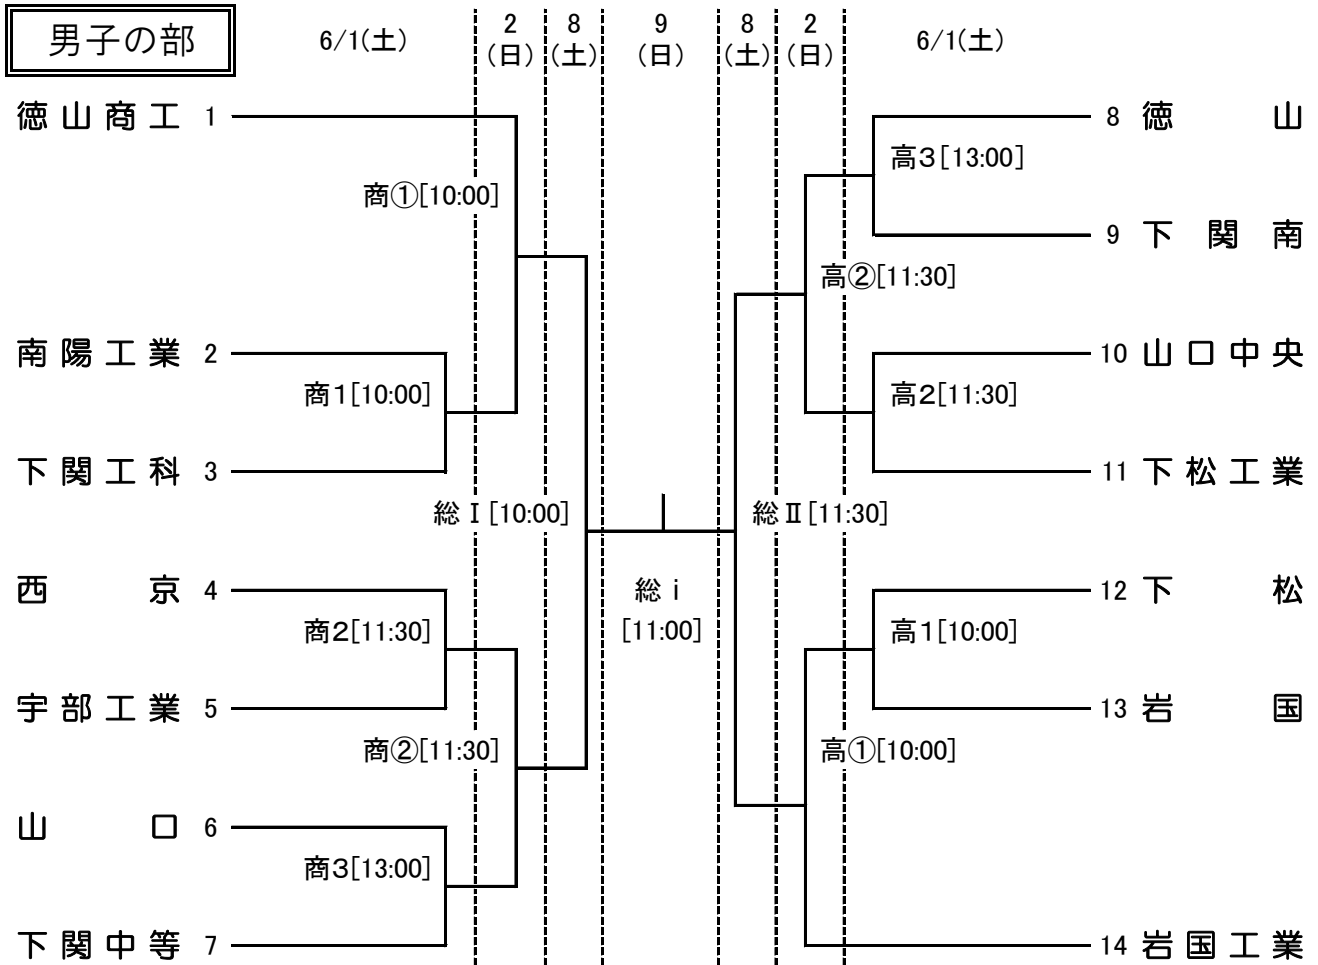 男子の部
6/1(土)
2
(日)
8
(土)
9
(日)
8
(土)
2
(日)
6/1(土)
徳山商工 1
8 徳山
高3[13:00]
商①[10:00]
9 下関南
高②[11:30]
南陽工業 2
10 山口中央
商1[10:00]
高2[11:30]
下関工科 3
11 下松工業
総Ⅰ[10:00]
総Ⅱ[11:30]
西京 4
総ⅰ
[11:00]
12 下松
商2[11:30]
高1[10:00]
宇部工業 5
13 岩国
商②[11:30]
高①[10:00]
山口 6
商3[13:00]
下関中等 7
14 岩国工業